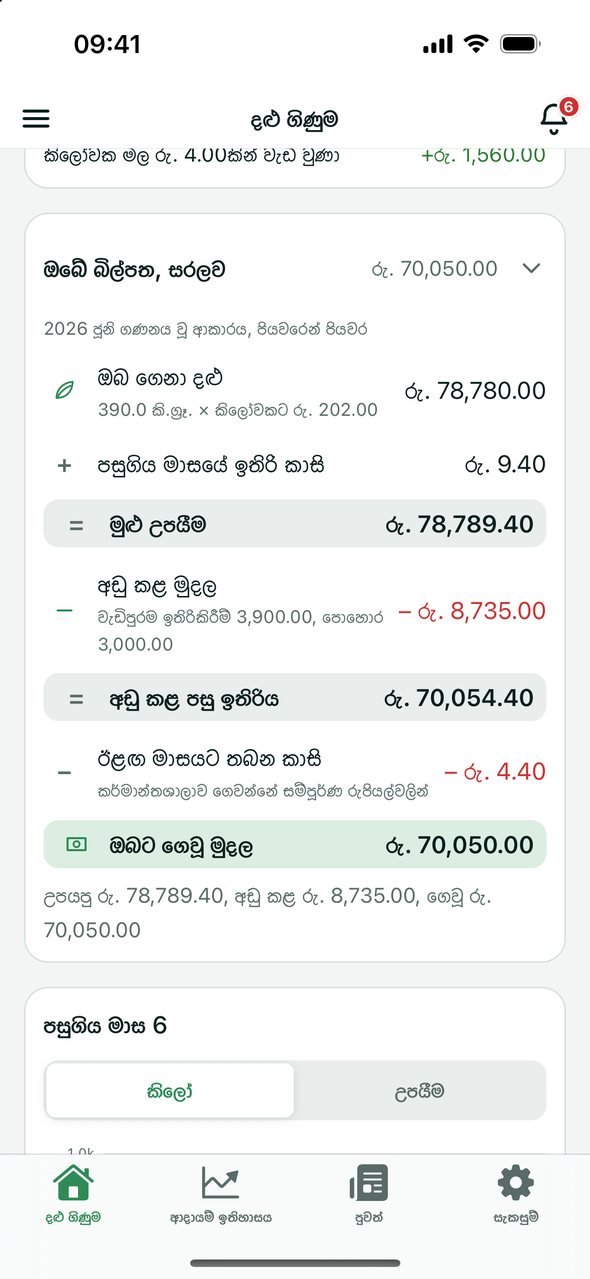 09:41
දළු ගිණුම
6
කිලෝවක මල රු. 4.00කින් වැඩ වුණා +රු. 1,560.00
ඔබේ බිල්පත, සරලව රු. 70,050.00
2026 ජූනි ගණනය වූ ආකාරය, පියවරෙන් පියවර
ඔබ ගෙනා දළු රු. 78,780.00
390.0 කි.ග්‍රෑ. × කිලෝවකට රු. 202.00
+ පසුගිය මාසයේ ඉතිරි කාසි රු. 9.40
= මුළු උපයීම රු. 78,789.40
අඩු කළ මුදල
– වැඩිපුරම ඉතිරිකිරීම් 3,900.00, පොහොර – රු. 8,735.00
3,000.00
= අඩු කළ පසු ඉතිරිය රු. 70,054.40
– ඊළඟ මාසයට තබන කාසි – රු. 4.40
කර්මාන්තශාලාව ගෙවන්නේ සම්පූර්ණ රුපියල්වලින්
ඔබට ගෙවූ මුදල රු. 70,050.00
උපයපු රු. 78,789.40, අඩු කළ රු. 8,735.00, ගෙවූ රු.
70,050.00
පසුගිය මාස 6
කිලෝ උපයීම
1.0k
දළු ගිණුම ආදායම් ඉතිහාසය පුවත් සැකසුම්